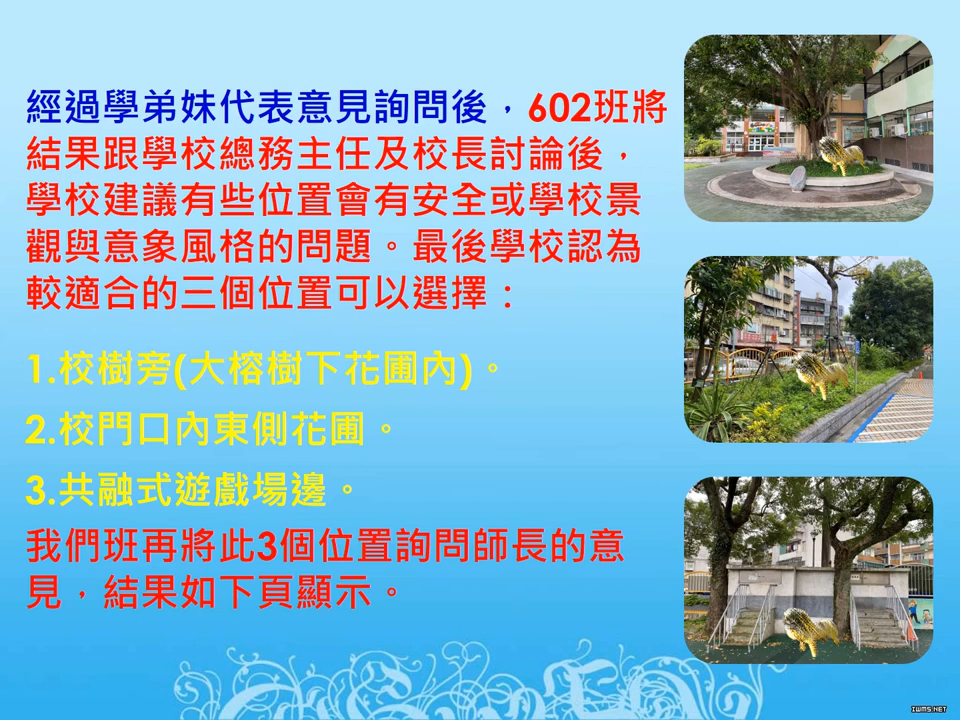 經過學弟妹代表意見詢問後，602班將
結果跟學校總務主任及校長討論後，
學校建議有些位置會有安全或學校景
觀與意象風格的問題。最後學校認為
較適合的三個位置可以選擇：
1.校樹旁(大榕樹下花圃內)。
2.校門口內東側花圃。
3.共融式遊戲場邊。
我們班再將此3個位置詢問師長的意
見，結果如下頁顯示。
IWMS.NET